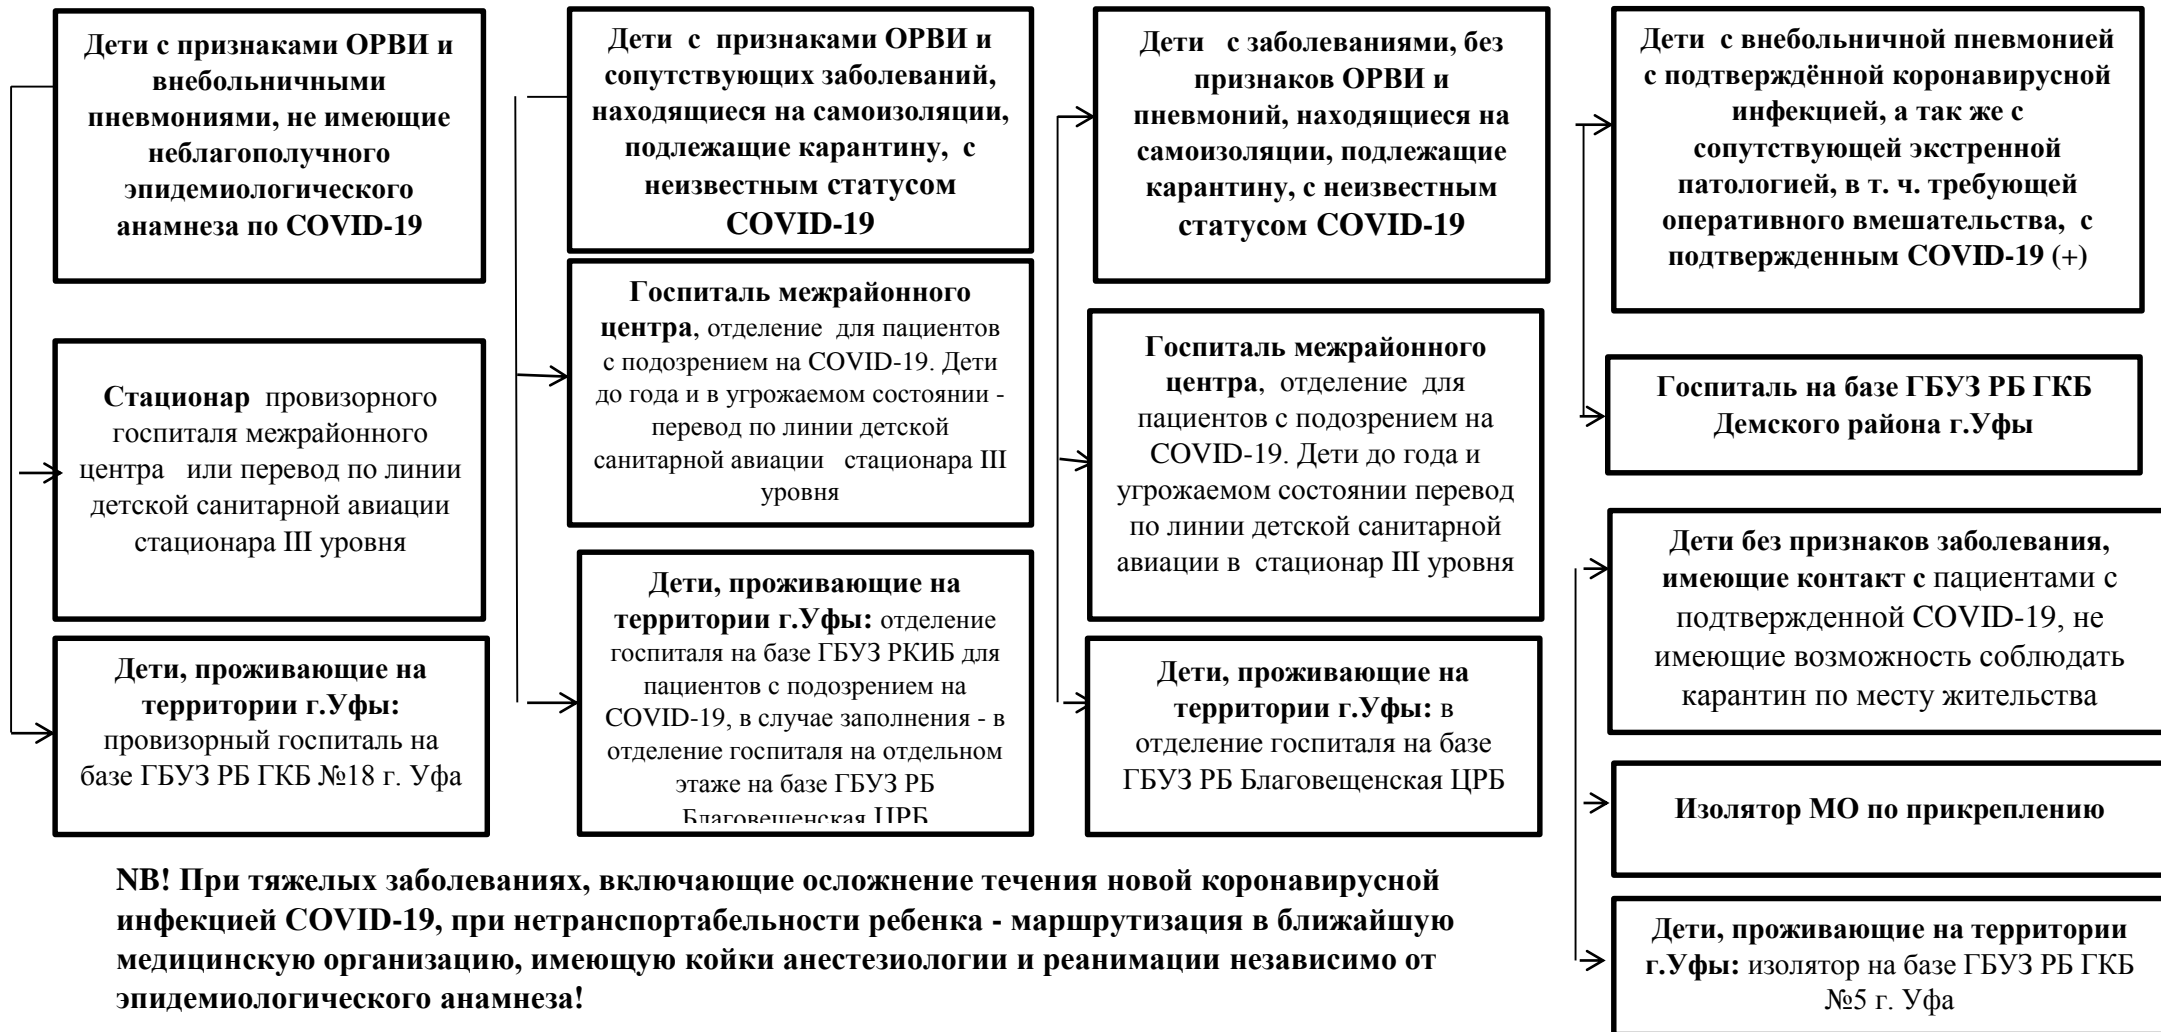 Дети с признаками ОРВИ и
внебольничными
пневмониями, не имеющие
неблагополучного
эпидемиологического
анамнеза по COVID-19
Стационар провизорного
госпиталя межрайонного
центра или перевод по линии
детской санитарной авиации
стационара III уровня
Дети, проживающие на
территории г.Уфы:
провизорный госпиталь на
базе ГБУЗ РБ ГКБ №18 г. Уфа
Дети с признаками ОРВИ и
сопутствующих заболеваний,
находящиеся на самоизоляции,
подлежащие карантину, с
неизвестным статусом
COVID-19
Госпиталь межрайонного
центра, отделение для пациентов
с подозрением на COVID-19. Дети
до года и в угрожаемом состоянии -
перевод по линии детской
санитарной авиации стационара III
уровня
Дети, проживающие на
территории г.Уфы: отделение
госпиталя на базе ГБУЗ РКИБ для
пациентов с подозрением на
COVID-19, в случае заполнения - в
отделение госпиталя на отдельном
этаже на базе ГБУЗ РБ
Благовещенская ЦРБ
Дети с заболеваниями, без
признаков ОРВИ и
пневмоний, находящиеся на
самоизоляции, подлежащие
карантину, с неизвестным
статусом COVID-19
Госпиталь межрайонного
центра, отделение для
пациентов с подозрением на
COVID-19. Дети до года и
угрожаемом состоянии перевод
по линии детской санитарной
авиации в стационар III уровня
Дети, проживающие на
территории г.Уфы: в
отделение госпиталя на базе
ГБУЗ РБ Благовещенская ЦРБ
Дети с внебольничной пневмонией
с подтверждённой коронавирусной
инфекцией, а так же с
сопутствующей экстренной
патологией, в т. ч. требующей
оперативного вмешательства, с
подтвержденным COVID-19 (+)
Госпиталь на базе ГБУЗ РБ ГКБ
Демского района г.Уфы
Дети без признаков заболевания,
имеющие контакт с пациентами с
подтвержденной COVID-19, не
имеющие возможность соблюдать
карантин по месту жительства
Изолятор МО по прикреплению
Дети, проживающие на территории
г.Уфы: изолятор на базе ГБУЗ РБ ГКБ
№5 г. Уфа
NB! При тяжелых заболеваниях, включающие осложнение течения новой коронавирусной
инфекцией COVID-19, при нетранспортабельности ребенка - маршрутизация в ближайшую
медицинскую организацию, имеющую койки анестезиологии и реанимации независимо от
эпидемиологического анамнеза!